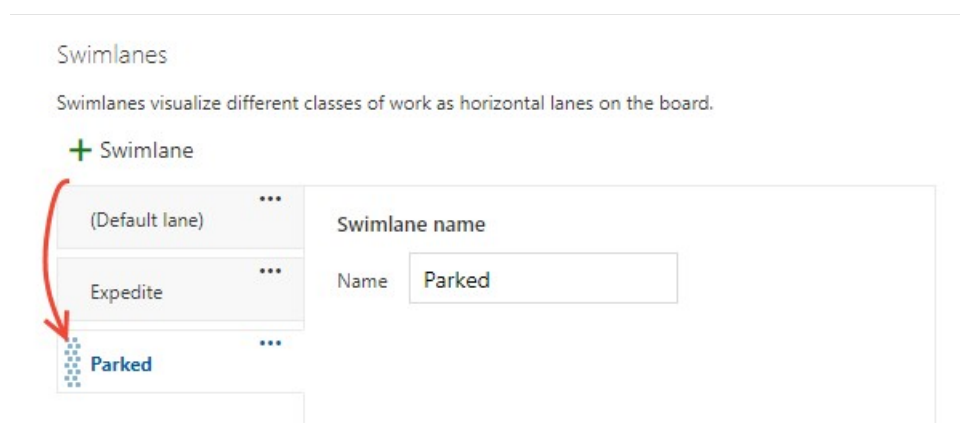 Swimlanes
Swimlanes visualize different classes of work as horizontal lanes on the board.
+ Swimlane
(Default lane) •••
Swimlane name
Expedite •••
Name Parked
Parked •••